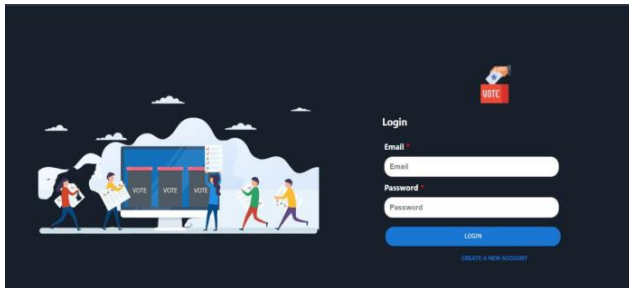 VOTE
VOTE VOTE VOTE
Login
Email *
Email
Password *
Password
LOGIN
CREATE A NEW ACCOUNT